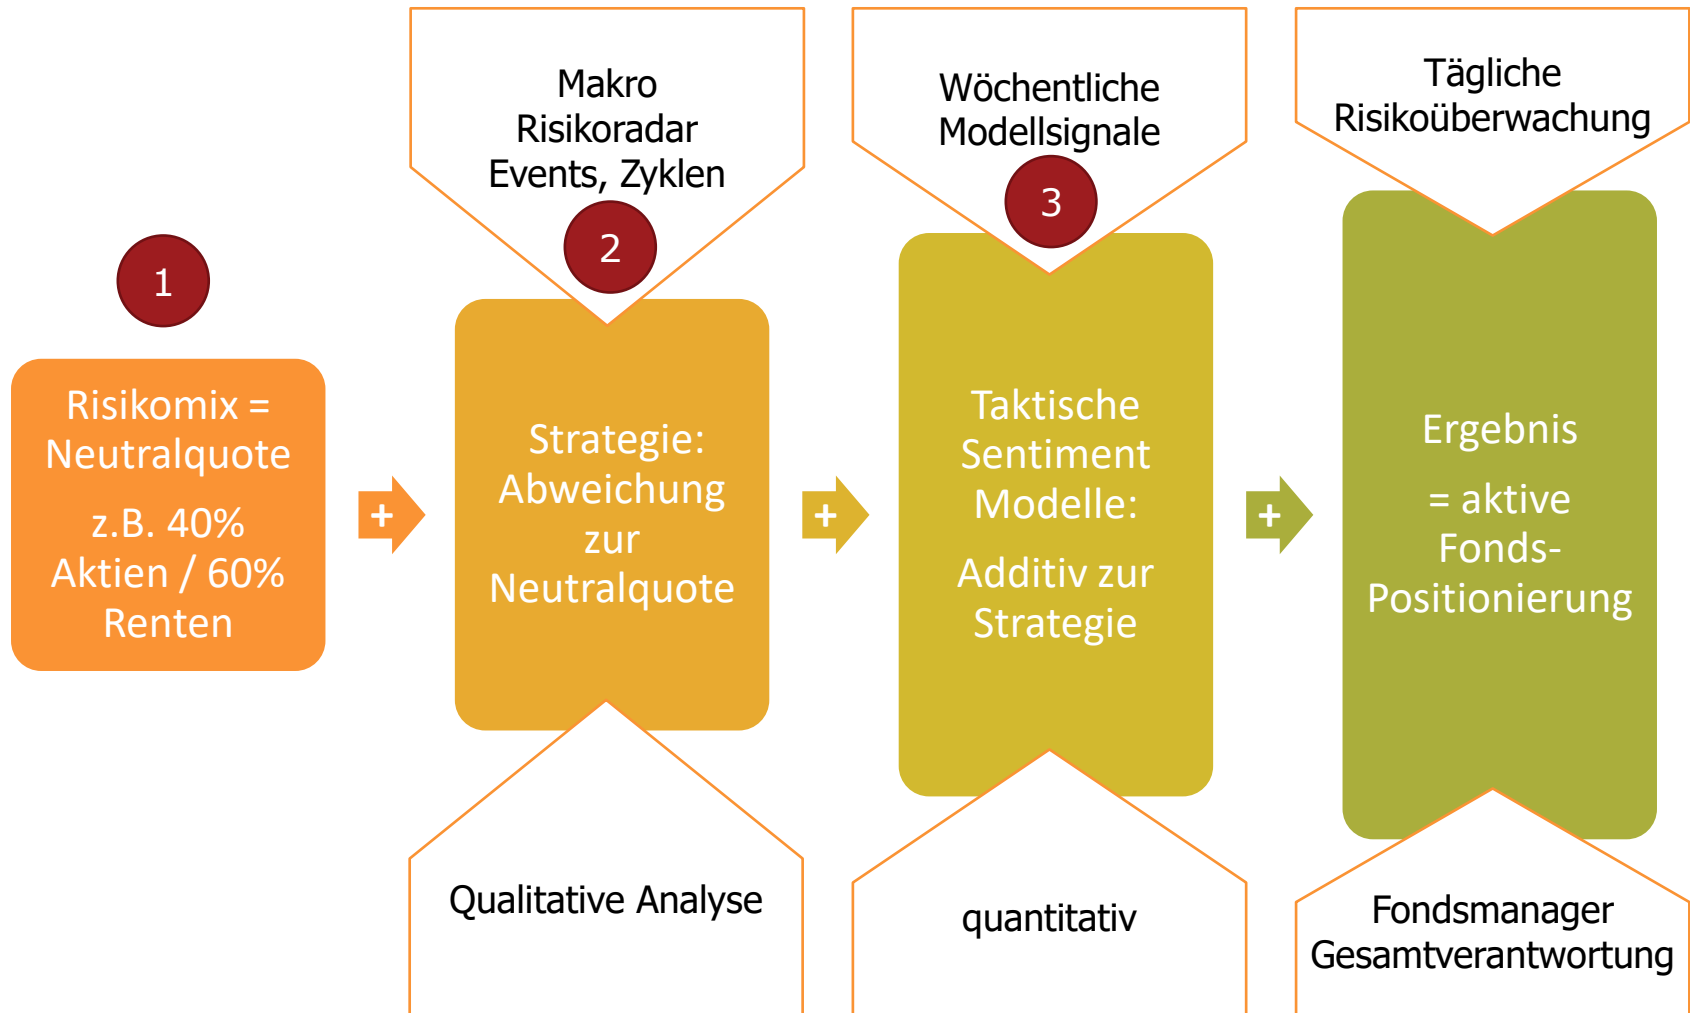 1
Risikomix =
Neutralquote
z.B. 40%
Aktien / 60%
Renten
+
Makro
Risikoradar
Events, Zyklen
2
Strategie:
Abweichung
zur
Neutralquote
Qualitative Analyse
+
Wöchentliche
Modellsignale
3
Taktische
Sentiment
Modelle:
Additiv zur
Strategie
quantitativ
+
Tägliche
Risikoüberwachung
Ergebnis
= aktive
Fonds-
Positionierung
Fondsmanager
Gesamtverantwortung